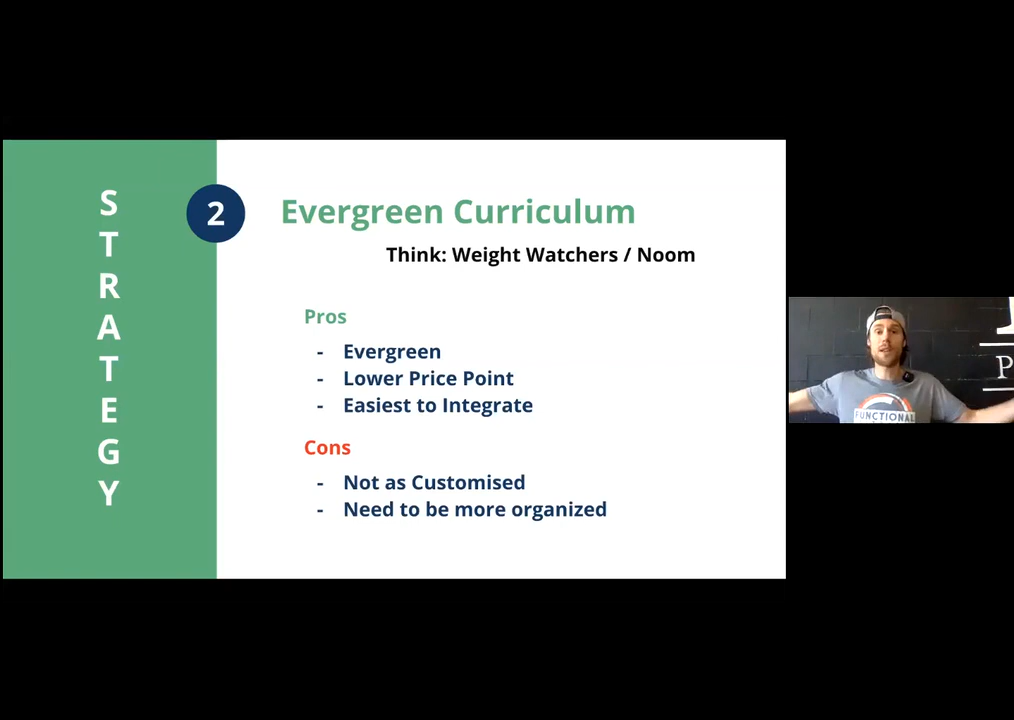 STRATEGY
2
Evergreen Curriculum
Think: Weight Watchers / Noom
Pros
- Evergreen
- Lower Price Point
- Easiest to Integrate
Cons
- Not as Customised
- Need to be more organized
FUNCTIONAL
P